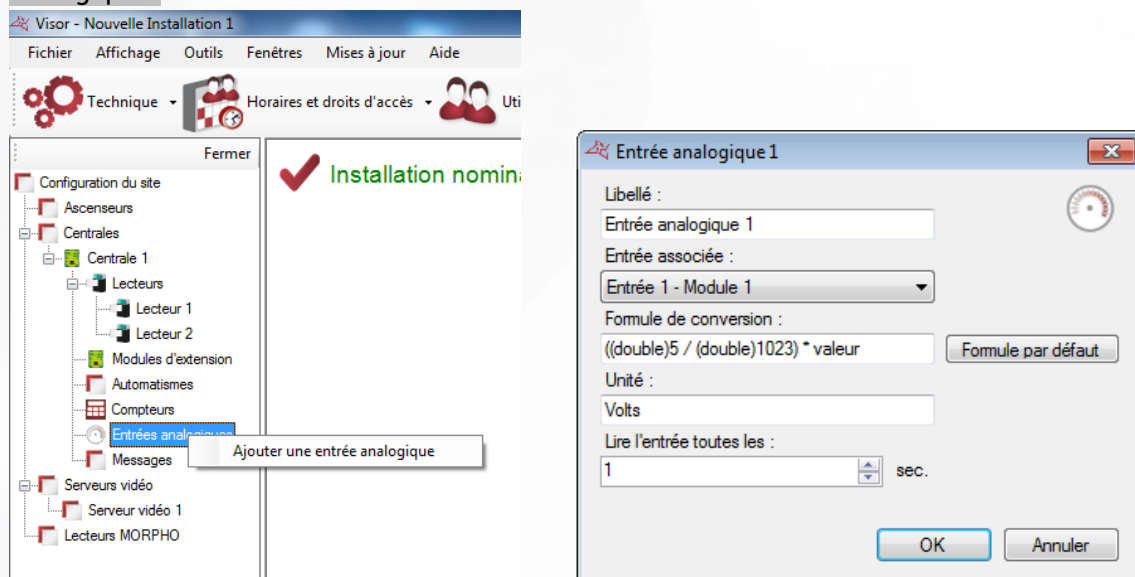 Visor - Nouvelle Installation 1
Fichier Affichage Outils Fenêtres Mises à jour Aide
Technique Horaires et droits d'accès Uti
Fermer
Configuration du site
Ascenseurs
Centrales
Centrale 1
Lecteurs
Lecteur 1
Lecteur 2
Modules d'extension
Automatismes
Compteurs
Entrées analogiques
Messages
Serveurs vidéo
Serveur vidéo 1
Lecteurs MORPHO
Ajouter une entrée analogique
Installation nomin
Entrée analogique 1
Libellé :
Entrée analogique 1
Entrée associée :
Entrée 1 - Module 1
Formule de conversion :
((double)5 / (double)1023) * valeur Formule par défaut
Unité :
Volts
Lire l'entrée toutes les :
1 sec.
OK Annuler